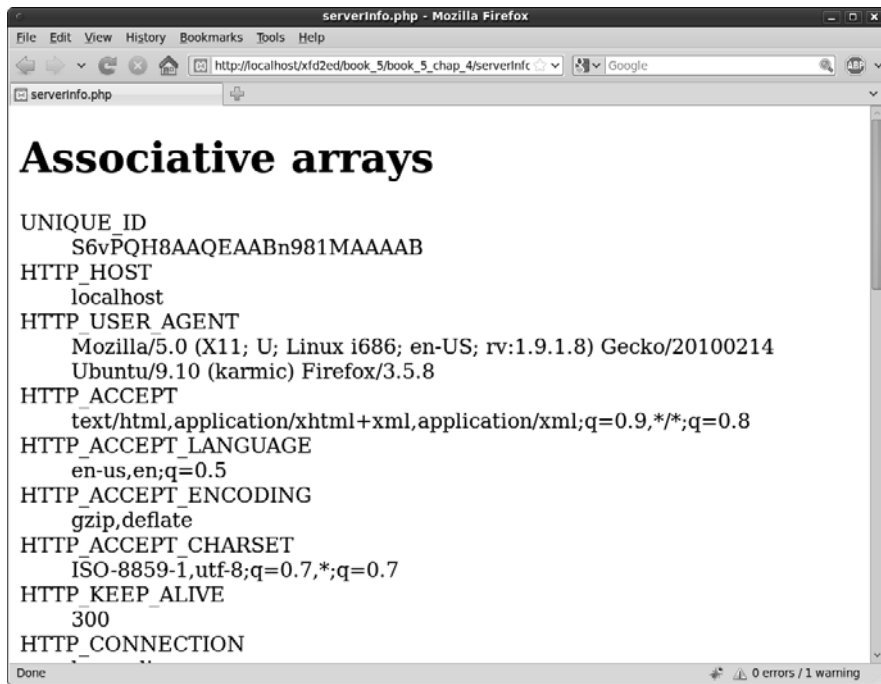 serverInfo.php - Mozilla Firefox
File Edit View History Bookmarks Tools Help
http://localhost/xfd2ed/book_5/book_5_chap_4/serverInfc
Google
ABP
serverInfo.php
Associative arrays
UNIQUE_ID
S6vPQH8AAQEAABn981MAAAAB
HTTP_HOST
localhost
HTTP_USER_AGENT
Mozilla/5.0 (X11; U; Linux i686; en-US; rv:1.9.1.8) Gecko/20100214
Ubuntu/9.10 (karmic) Firefox/3.5.8
HTTP_ACCEPT
text/html,application/xhtml+xml,application/xml;q=0.9,*/*;q=0.8
HTTP_ACCEPT_LANGUAGE
en-us,en;q=0.5
HTTP_ACCEPT_ENCODING
gzip,deflate
HTTP_ACCEPT_CHARSET
ISO-8859-1,utf-8;q=0.7,*;q=0.7
HTTP_KEEP_ALIVE
300
HTTP_CONNECTION
Done
0 errors / 1 warning